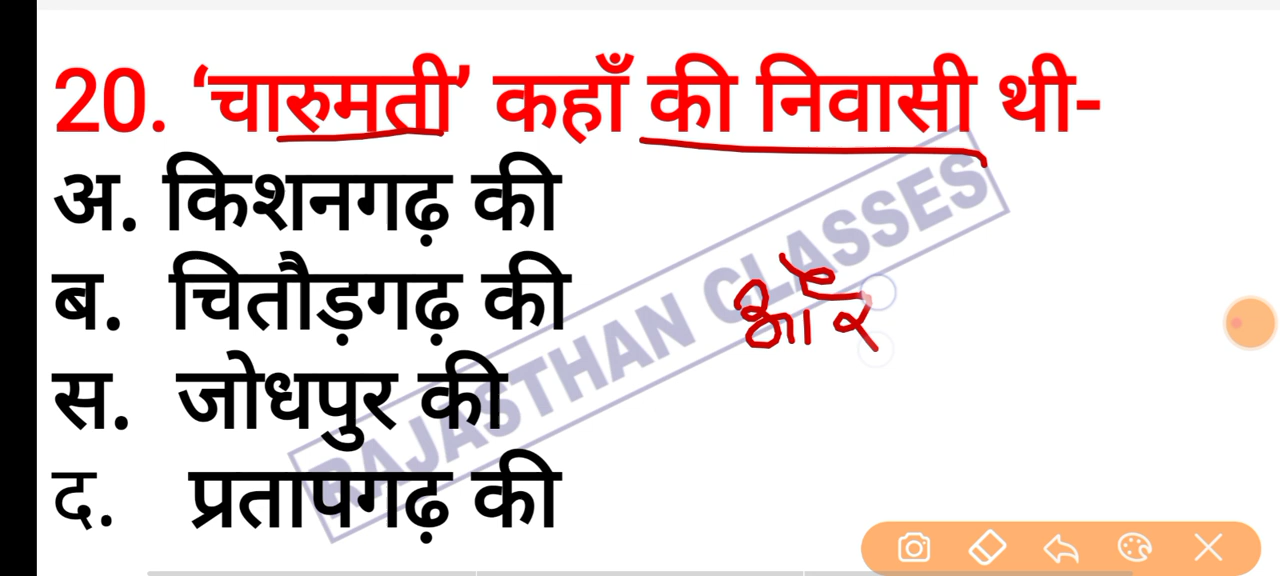 20. ‘चारुमती’ कहाँ की निवासी थी-
अ. किशनगढ़ की
ब. चितौड़गढ़ की
स. जोधपुर की
द. प्रतापगढ़ की
RAJASTHAN CLASSES